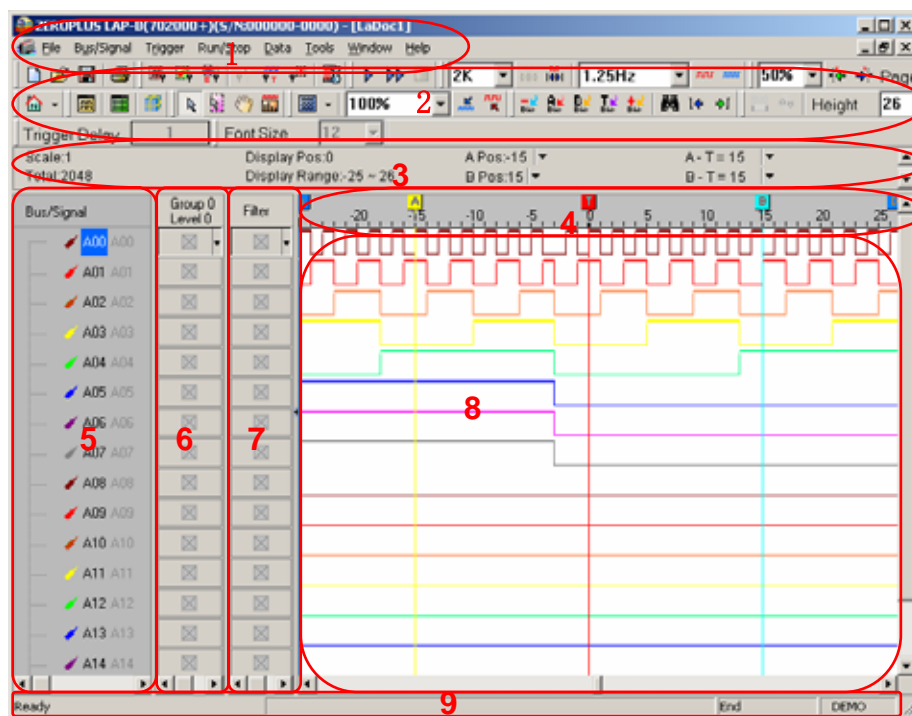 ZEROPLUS LAP-B(702000+)(S/N:000000-0000) - [LaDoc1]
File Bus/Signal Trigger Run/Stop Data Tools Window Help
1
2K 1.25Hz 50% Page
100% 2 Height 26
Trigger Delay 1 Font Size 12
Scale:1 Display Pos:0 A Pos:-15 A - T = 15
Total:2048 Display Range:-25 ~ 26 B Pos:15 B - T = 15
3
Bus/Signal Group 0 Level 0 Filter
A T B
-20 -15 -10 -5 0 5 10 15 20 25
4
A00 A00
A01 A01
A02 A02
A03 A03
A04 A04
A05 A05
A06 A06
5 6 7 8
A07 A07
A08 A08
A09 A09
A10 A10
A11 A11
A12 A12
A13 A13
A14 A14
Ready 9 End DEMO